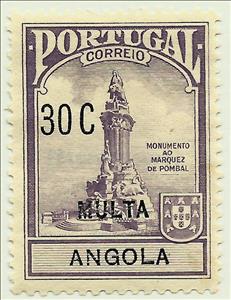 PORTUGAL
CORREIO
30 C
MONUMENTO
AO
MARQUEZ
DE POMBAL
MULTA
ANGOLA